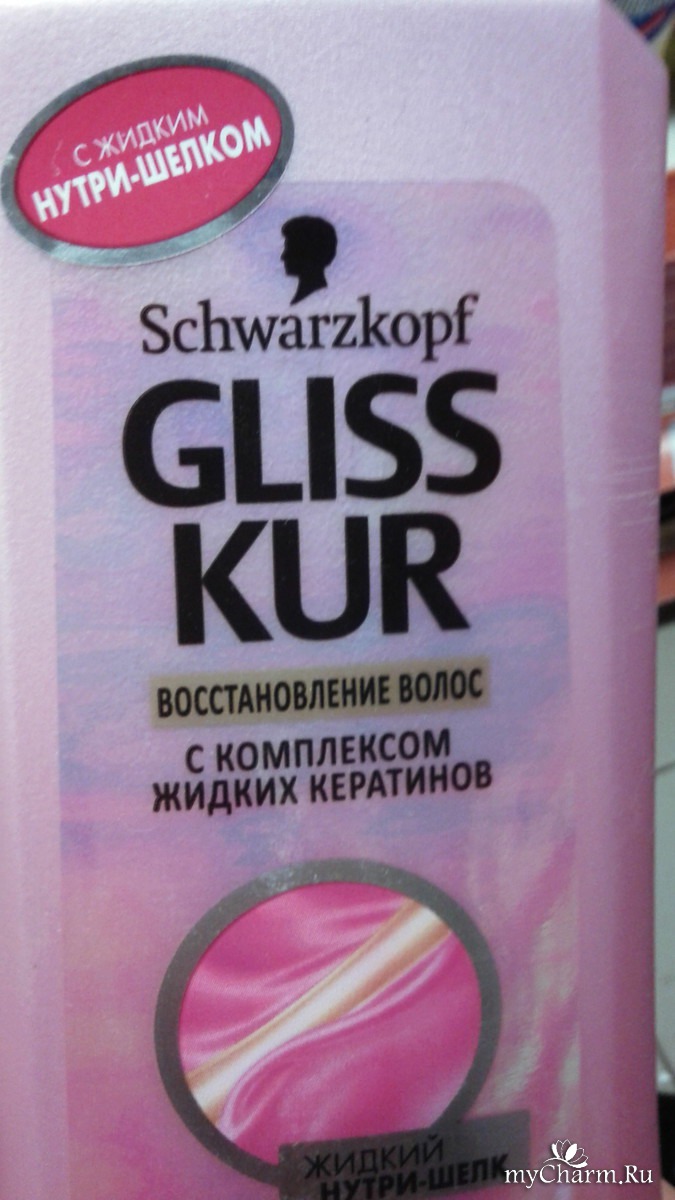 С ЖИДКИМ
НУТРИ-ШЕЛКОМ
Schwarzkopf
GLISS
KUR
ВОССТАНОВЛЕНИЕ ВОЛОС
С КОМПЛЕКСОМ
ЖИДКИХ КЕРАТИНОВ
ЖИДКИЙ
НУТРИ-ШЕЛК
myCharm.Ru